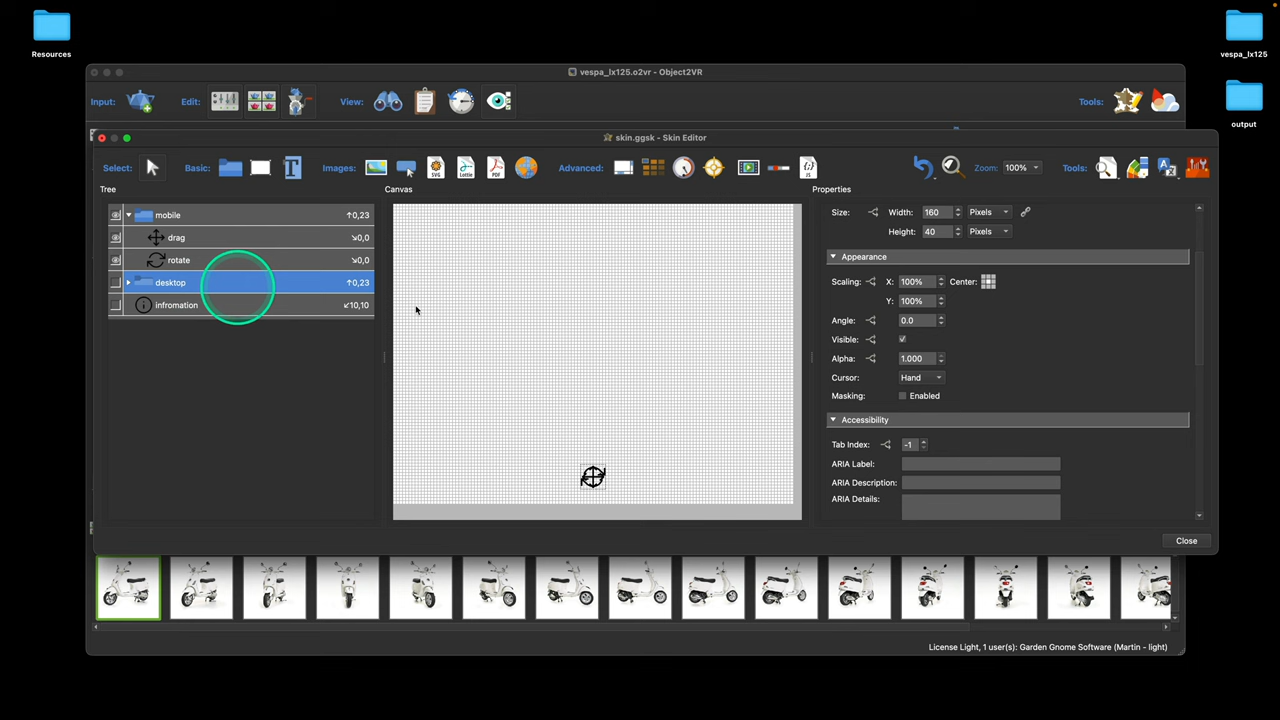 Resources
vespa_lx125
output
vespa_lx125.o2vr - Object2VR
Input:
Edit:
View:
Tools:
skin.ggsk - Skin Editor
Select:
Basic:
Images:
SVG
Lottie
PDF
Advanced:
Zoom: 100%
Tools:
Tree
Canvas
Properties
mobile ↑0,23
drag ↘0,0
rotate ↘0,0
desktop ↑0,23
infromation ↙10,10
Size: Width: 160 Pixels
Height: 40 Pixels
Appearance
Scaling: X: 100% Center:
Y: 100%
Angle: 0.0
Visible:
Alpha: 1.000
Cursor: Hand
Masking: Enabled
Accessibility
Tab Index: -1
ARIA Label:
ARIA Description:
ARIA Details:
Close
License Light, 1 user(s): Garden Gnome Software (Martin - light)